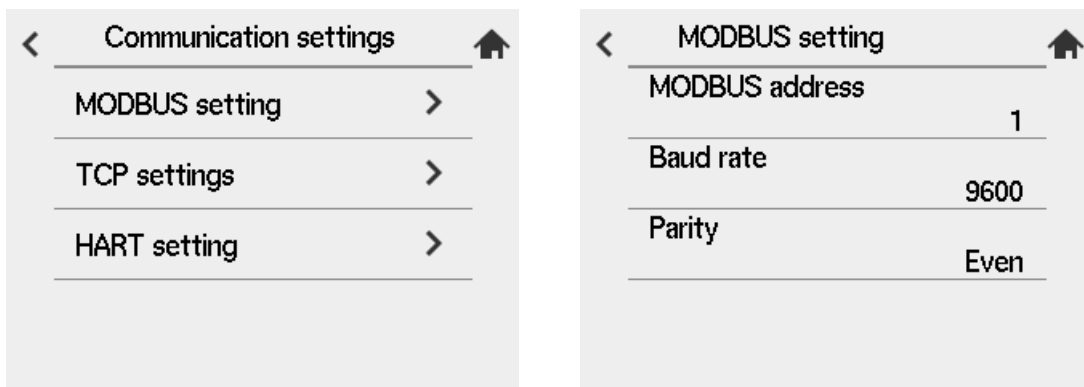 Communication settings
MODBUS setting
TCP settings
HART setting
MODBUS setting
MODBUS address
1
Baud rate
9600
Parity
Even